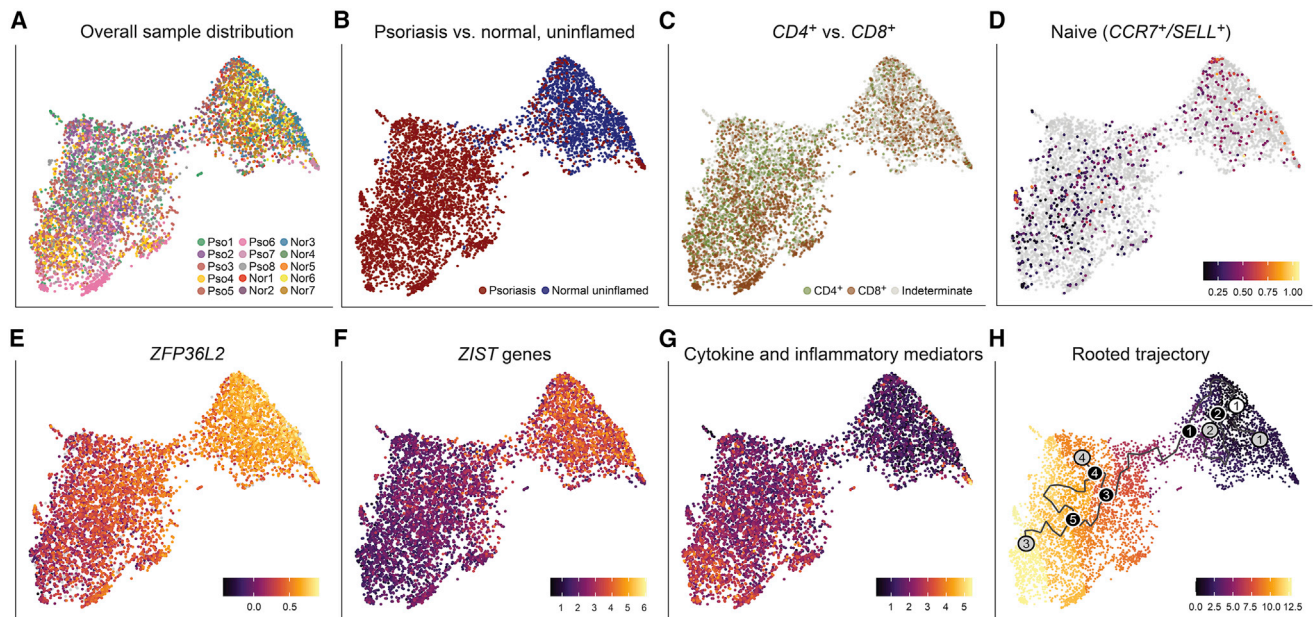 A
Overall sample distribution
Pso1 Pso6 Nor3
Pso2 Pso7 Nor4
Pso3 Pso8 Nor5
Pso4 Nor1 Nor6
Pso5 Nor2 Nor7
B
Psoriasis vs. normal, uninflamed
Psoriasis Normal uninflamed
C
CD4⁺ vs. CD8⁺
CD4⁺ CD8⁺ Indeterminate
D
Naive (CCR7⁺/SELL⁺)
0.25 0.50 0.75 1.00
E
ZFP36L2
0.0 0.5
F
ZIST genes
1 2 3 4 5 6
G
Cytokine and inflammatory mediators
1 2 3 4 5
H
Rooted trajectory
2 1
1 2 1
4
4
3
5
3
0.0 2.5 5.0 7.5 10.0 12.5